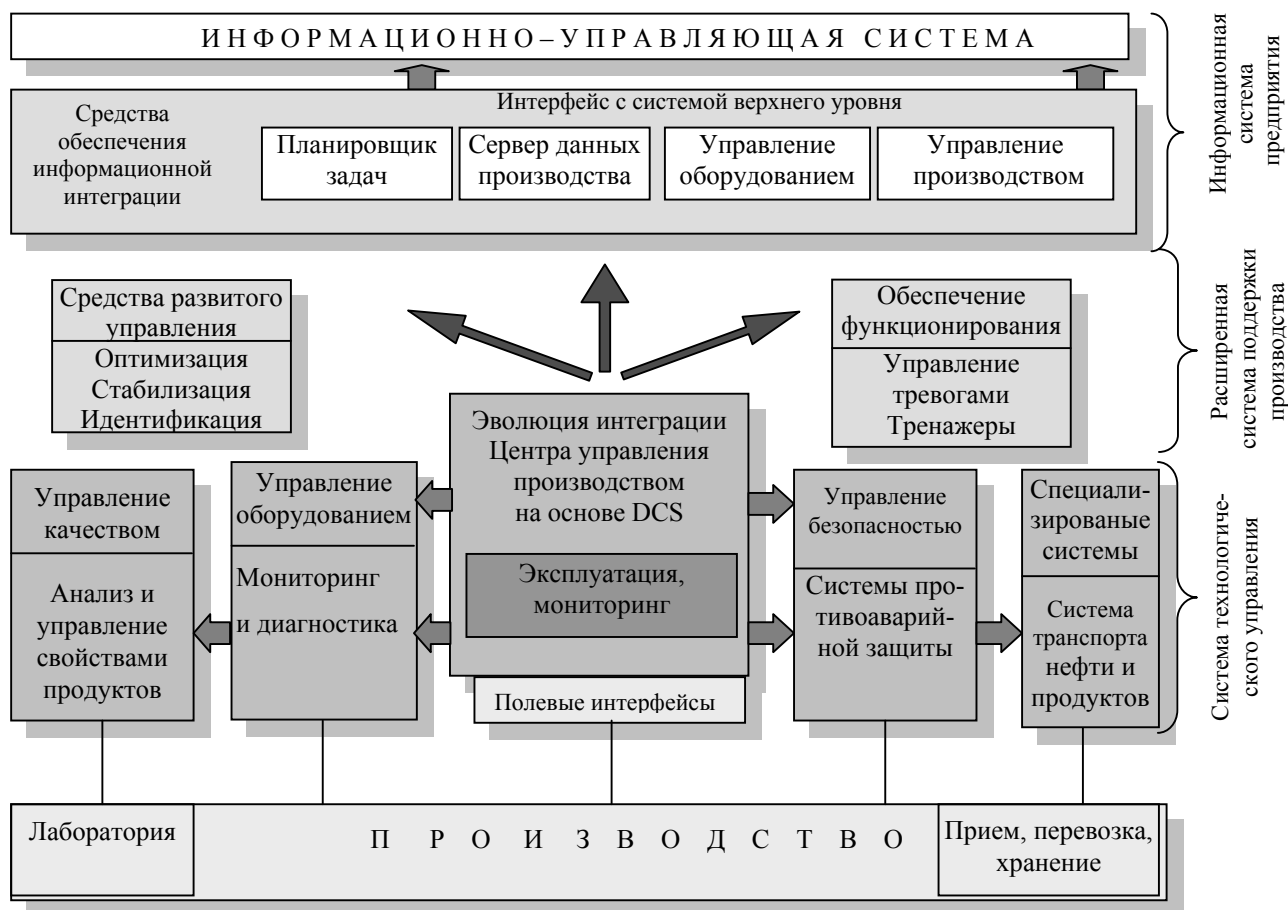 ИНФОРМАЦИОННО–УПРАВЛЯЮЩАЯ СИСТЕМА
Средства
обеспечения
информационной
интеграции
Интерфейс с системой верхнего уровня
Планировщик
задач
Сервер данных
производства
Управление
оборудованием
Управление
производством
Информационная
система
предприятия
Средства развитого
управления
Оптимизация
Стабилизация
Идентификация
Обеспечение
функционирования
Управление
тревогами
Тренажеры
Расширенная
система поддержки
производства
Управление
качеством
Анализ и
управление
свойствами
продуктов
Управление
оборудованием
Мониторинг
и диагностика
Эволюция интеграции
Центра управления
производством
на основе DCS
Эксплуатация,
мониторинг
Полевые интерфейсы
Управление
безопасностью
Системы про-
тивоаварий-
ной защиты
Специали-
зированые
системы
Система
транспорта
нефти и
продуктов
Система технологиче-
ского управления
Лаборатория
ПРОИЗВОДСТВО
Прием, перевозка,
хранение